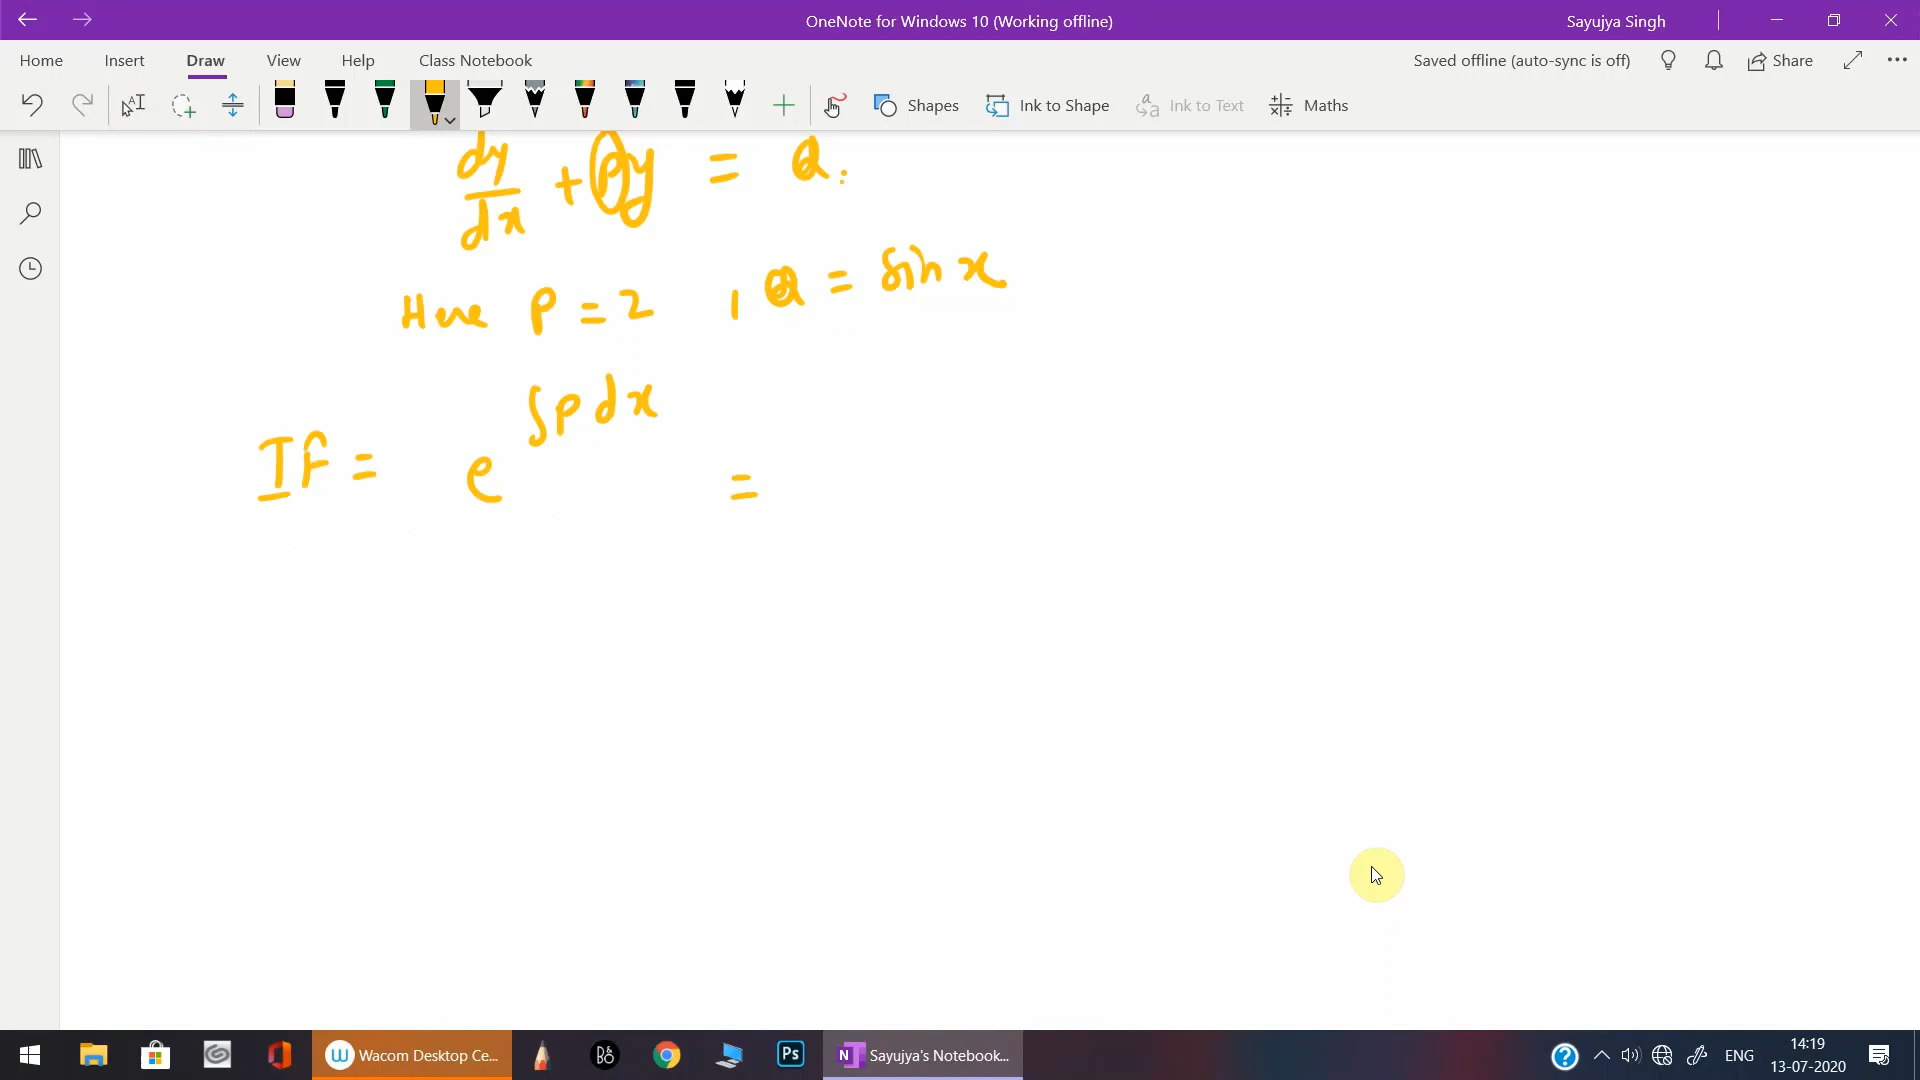 OneNote for Windows 10 (Working offline)
Sayujya Singh
Home Insert Draw View Help Class Notebook
Saved offline (auto-sync is off) Share
Shapes Ink to Shape Ink to Text Maths
dy/dx + Py = Q.
Here P = 2 , Q = sin x
IF = e^∫P dx =
Wacom Desktop Ce...
Ps
Sayujya's Notebook...
ENG
14:19
13-07-2020